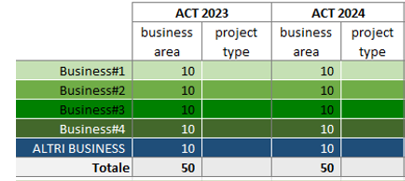 ACT 2023 ACT 2024
business area project type business area project type
Business#1 10 10
Business#2 10 10
Business#3 10 10
Business#4 10 10
ALTRI BUSINESS 10 10
Totale 50 50